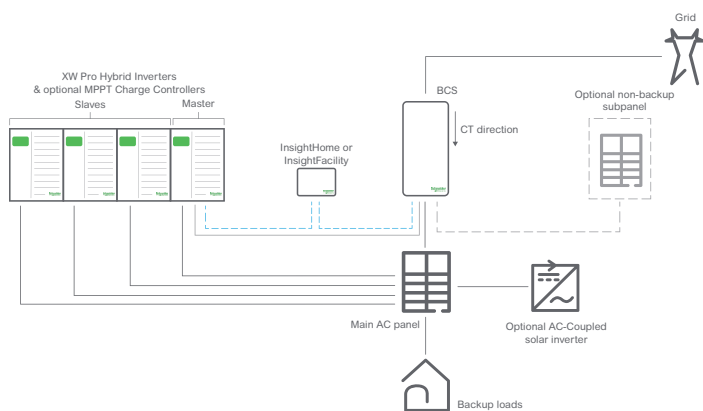 Grid
XW Pro Hybrid Inverters
& optional MPPT Charge Controllers
Slaves
Master
BCS
Optional non-backup
subpanel
CT direction
InsightHome or
InsightFacility
Main AC panel
Optional AC-Coupled
solar inverter
Backup loads